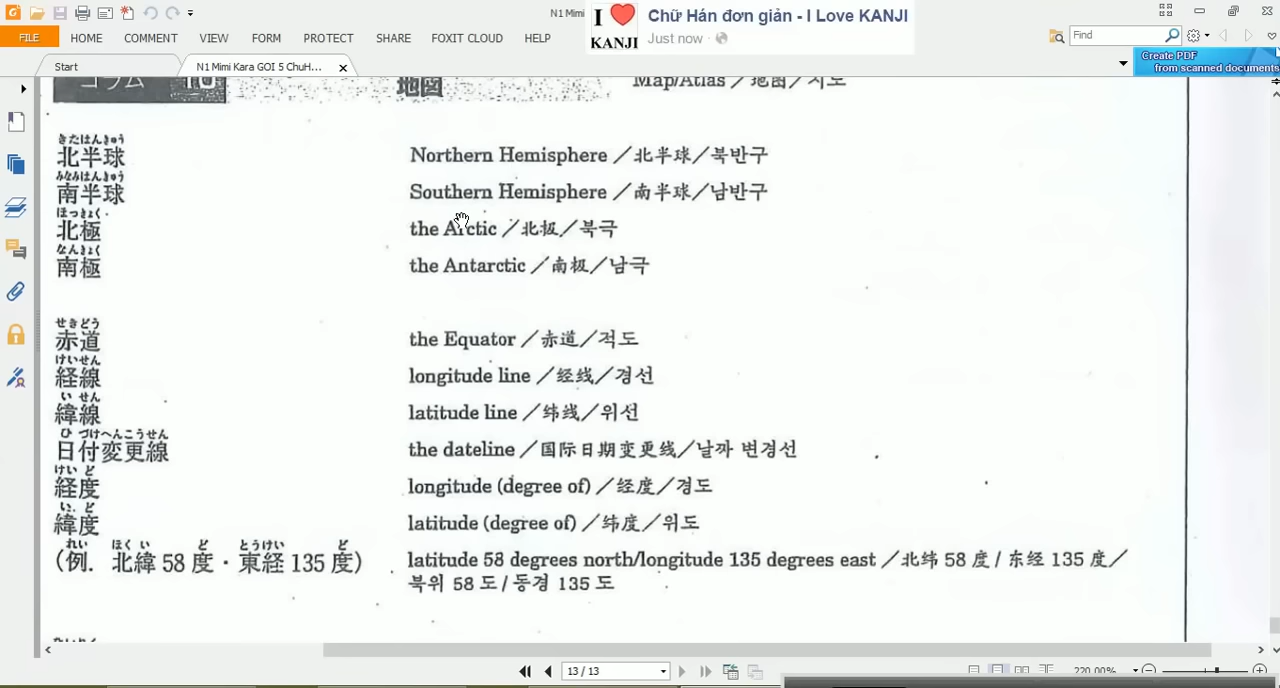 N1 Mimi
I ❤ KANJI
Chữ Hán đơn giản - I Love KANJI
Just now
FILE HOME COMMENT VIEW FORM PROTECT SHARE FOXIT CLOUD HELP
Find
Start
N1 Mimi Kara GOI 5 ChuH...
Create PDF
from scanned documents
コラム 10 地図 Map/Atlas／地图／지도
きたはんきゅう
北半球 Northern Hemisphere／北半球／북반구
みなみはんきゅう
南半球 Southern Hemisphere／南半球／남반구
ほっきょく
北極 the Arctic／北极／북극
なんきょく
南極 the Antarctic／南极／남극
せきどう
赤道 the Equator／赤道／적도
けいせん
経線 longitude line／经线／경선
い せん
緯線 latitude line／纬线／위선
ひ づけへんこうせん
日付変更線 the dateline／国际日期变更线／날짜 변경선
けい ど
経度 longitude (degree of)／经度／경도
い ど
緯度 latitude (degree of)／纬度／위도
れい ほく い ど とうけい ど
(例. 北緯 58 度・東経 135 度) latitude 58 degrees north/longitude 135 degrees east／北纬 58 度/东经 135 度／
북위 58 도/동경 135 도
13 / 13
220.00%